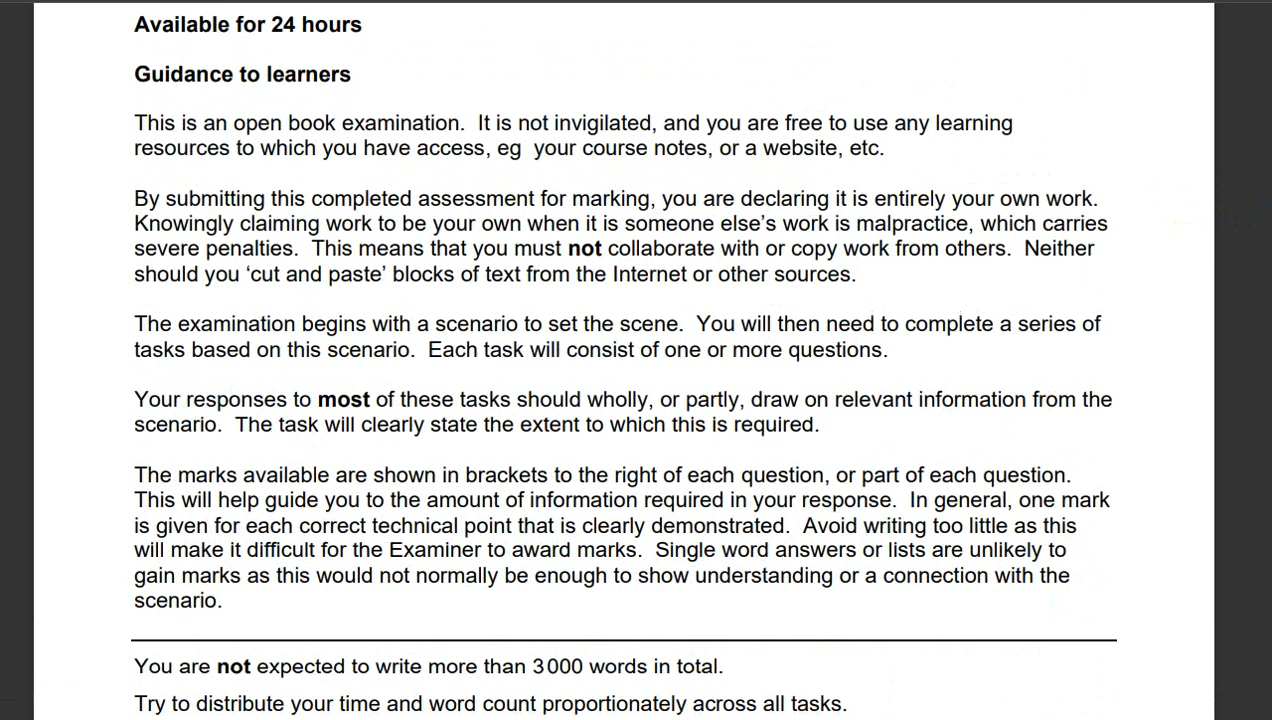 Available for 24 hours
Guidance to learners
This is an open book examination.  It is not invigilated, and you are free to use any learning
resources to which you have access, eg  your course notes, or a website, etc.
By submitting this completed assessment for marking, you are declaring it is entirely your own work.
Knowingly claiming work to be your own when it is someone else’s work is malpractice, which carries
severe penalties.  This means that you must not collaborate with or copy work from others.  Neither
should you ‘cut and paste’ blocks of text from the Internet or other sources.
The examination begins with a scenario to set the scene.  You will then need to complete a series of
tasks based on this scenario.  Each task will consist of one or more questions.
Your responses to most of these tasks should wholly, or partly, draw on relevant information from the
scenario.  The task will clearly state the extent to which this is required.
The marks available are shown in brackets to the right of each question, or part of each question.
This will help guide you to the amount of information required in your response.  In general, one mark
is given for each correct technical point that is clearly demonstrated.  Avoid writing too little as this
will make it difficult for the Examiner to award marks.  Single word answers or lists are unlikely to
gain marks as this would not normally be enough to show understanding or a connection with the
scenario.
You are not expected to write more than 3000 words in total.
Try to distribute your time and word count proportionately across all tasks.